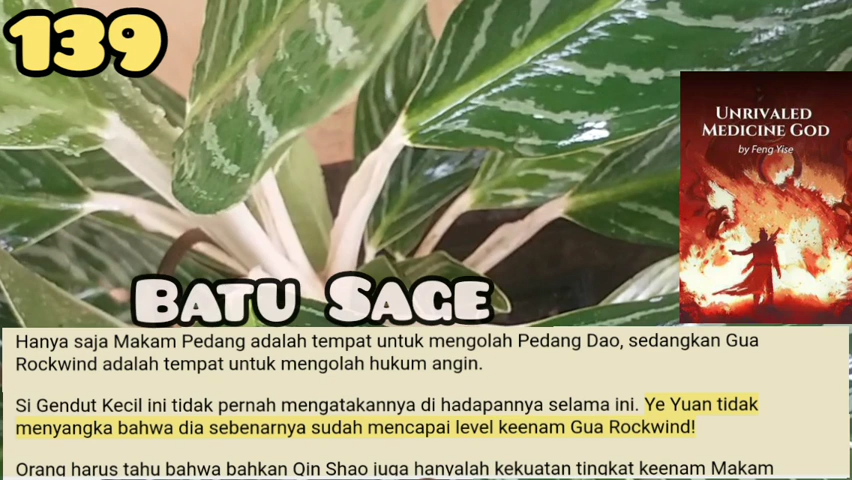 139
UNRIVALED
MEDICINE GOD
by Feng Yise
BATU SAGE
Hanya saja Makam Pedang adalah tempat untuk mengolah Pedang Dao, sedangkan Gua
Rockwind adalah tempat untuk mengolah hukum angin.
Si Gendut Kecil ini tidak pernah mengatakannya di hadapannya selama ini. Ye Yuan tidak
menyangka bahwa dia sebenarnya sudah mencapai level keenam Gua Rockwind!
Orang harus tahu bahwa bahkan Qin Shao juga hanyalah kekuatan tingkat keenam Makam